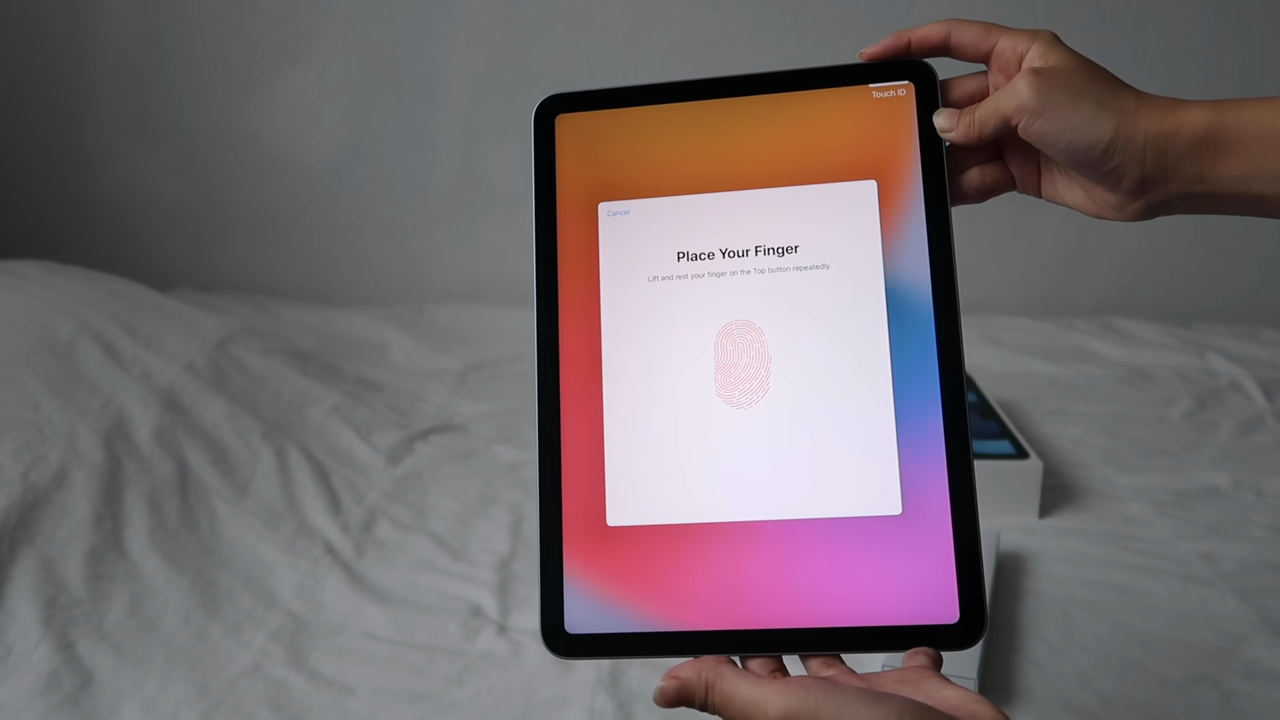 Touch ID
Cancel
Place Your Finger
Lift and rest your finger on the Top button repeatedly.